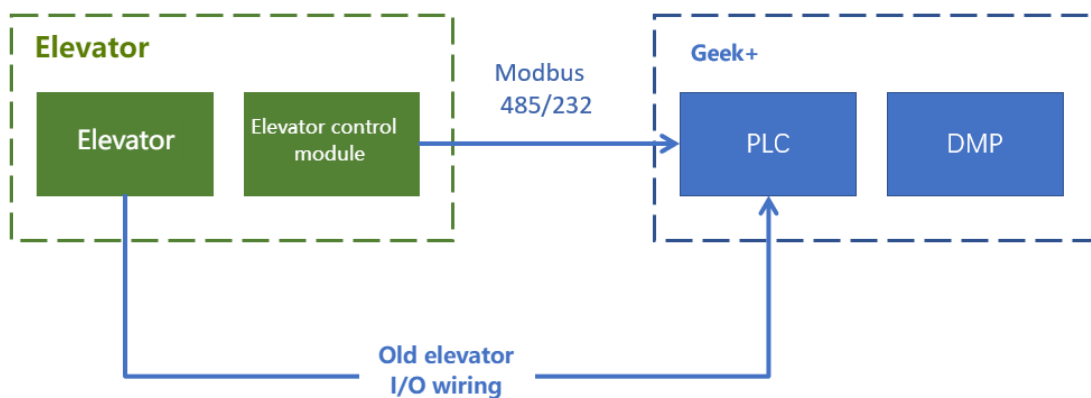 Elevator
Geek+
Modbus
485/232
Elevator
Elevator control
module
PLC
DMP
Old elevator
I/O wiring